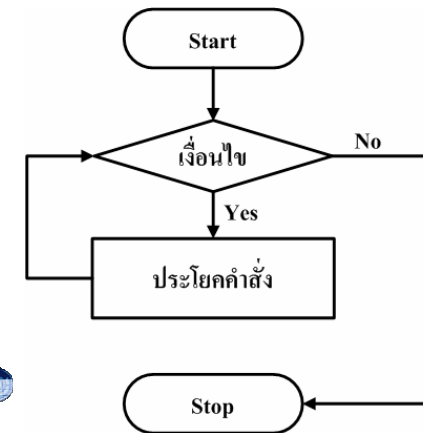 Start
เงื่อนไข
No
Yes
ประโยคคำสั่ง
Stop